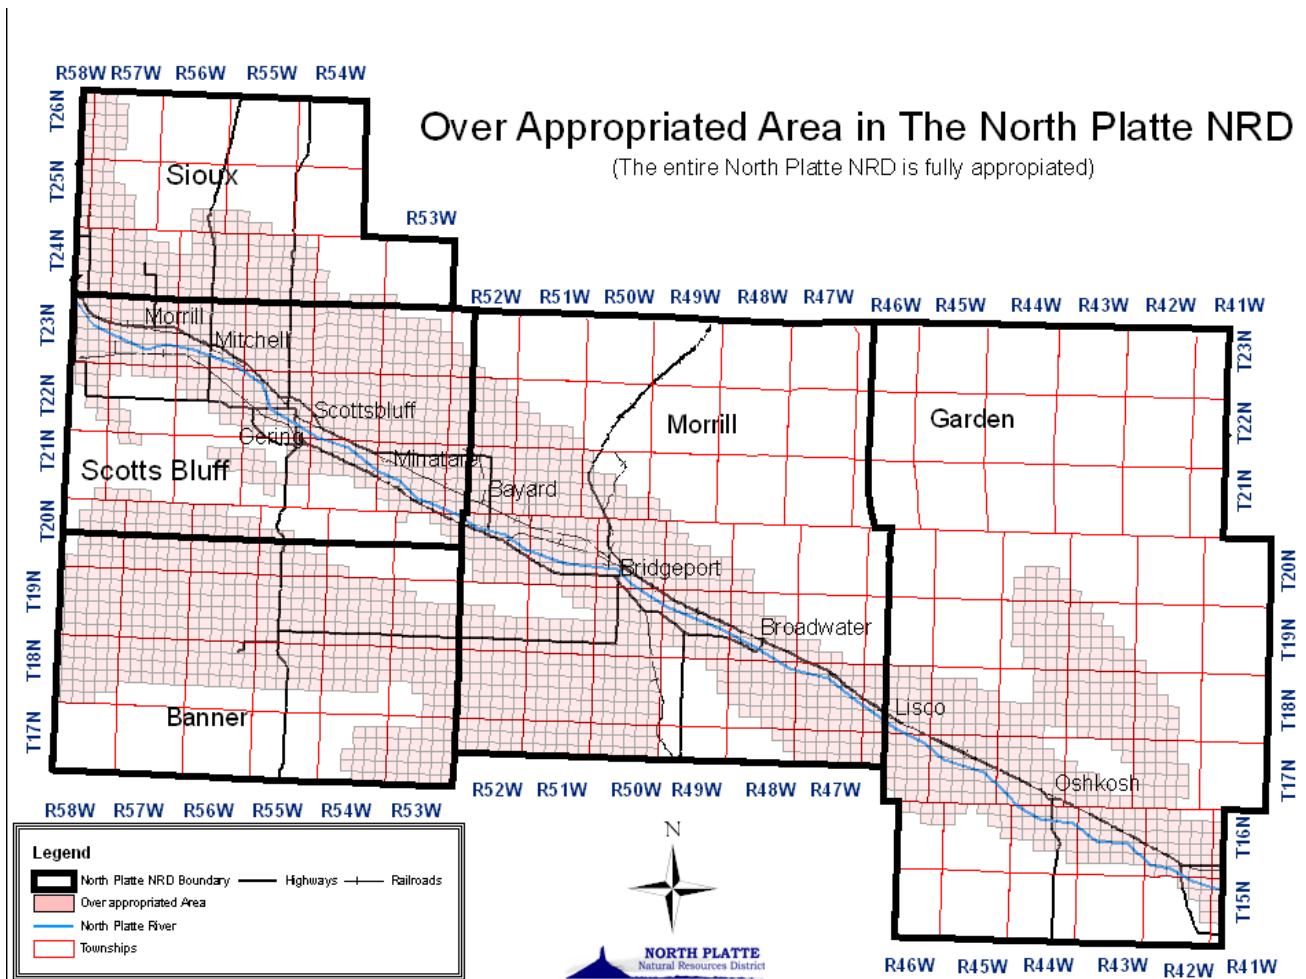 R58W R57W R56W R55W R54W
Over Appropriated Area in The North Platte NRD
(The entire North Platte NRD is fully appropiated)
T26N
T25N
T24N
T23N
T22N
T21N
T20N
T19N
T18N
T17N
Sioux
R53W
R52W R51W R50W R49W R48W R47W R46W R45W R44W R43W R42W R41W
T23N
T22N
T21N
T20N
T19N
T18N
T17N
T16N
T15N
Morrill
Mitchell
Scottsbluff
Gering
Minatare
Bayard
Scotts Bluff
Morrill
Garden
Bridgeport
Broadwater
Lisco
Oshkosh
Banner
R52W R51W R50W R49W R48W R47W
R58W R57W R56W R55W R54W R53W
R46W R45W R44W R43W R42W R41W
N
Legend
North Platte NRD Boundary Highways Railroads
Over appropriated Area
North Platte River
Townships
NORTH PLATTE
Natural Resources District